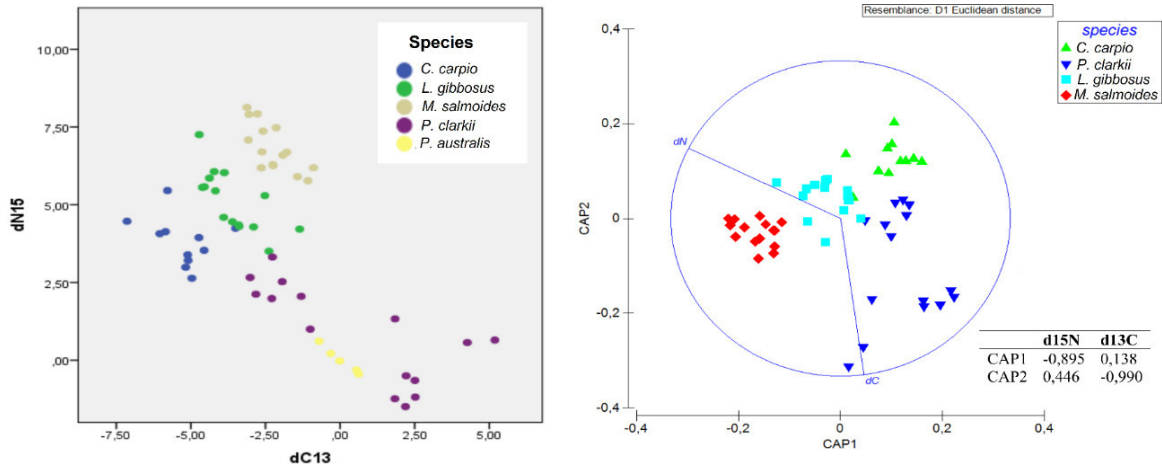 10,00
7,50
5,00
2,50
,00
dN15
-7,50 -5,00 -2,50 ,00 2,50 5,00
dC13
Species
C. carpio
L. gibbosus
M. salmoides
P. clarkii
P. australis
Resemblance: D1 Euclidean distance
species
C. carpio
P. clarkii
L. gibbosus
M. salmoides
0,4
0,2
0
-0,2
-0,4
CAP2
dN
dC
-0,4 -0,2 0 0,2 0,4
CAP1
d15N d13C
CAP1 -0,895 0,138
CAP2 0,446 -0,990